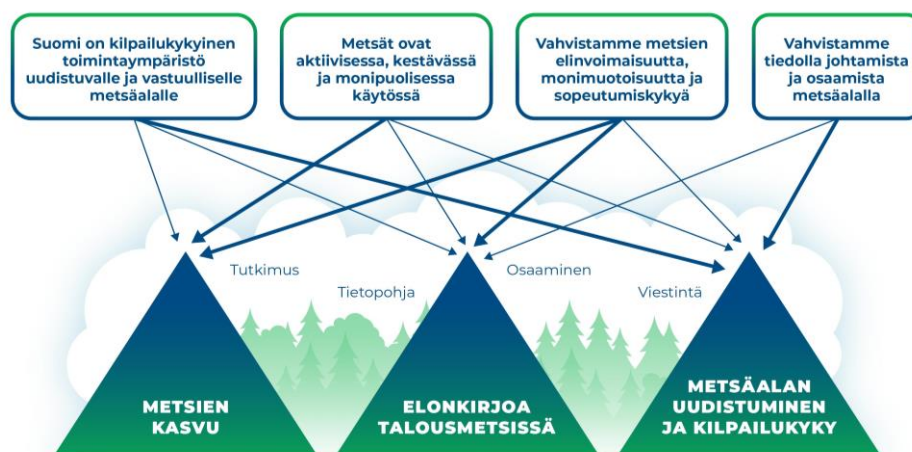 Suomi on kilpailukykyinen
toimintaympäristö
uudistuvalle ja vastuulliselle
metsäalalle
Metsät ovat
aktiivisessa, kestävässä
ja monipuolisessa
käytössä
Vahvistamme metsien
elinvoimaisuutta,
monimuotoisuutta ja
sopeutumiskykyä
Vahvistamme
tiedolla johtamista
ja osaamista
metsäalalla
Tutkimus
Tietopohja
Osaaminen
Viestintä
METSIEN
KASVU
ELONKIRJOA
TALOUSMETSISSÄ
METSÄALAN
UUDISTUMINEN
JA KILPAILUKYKY